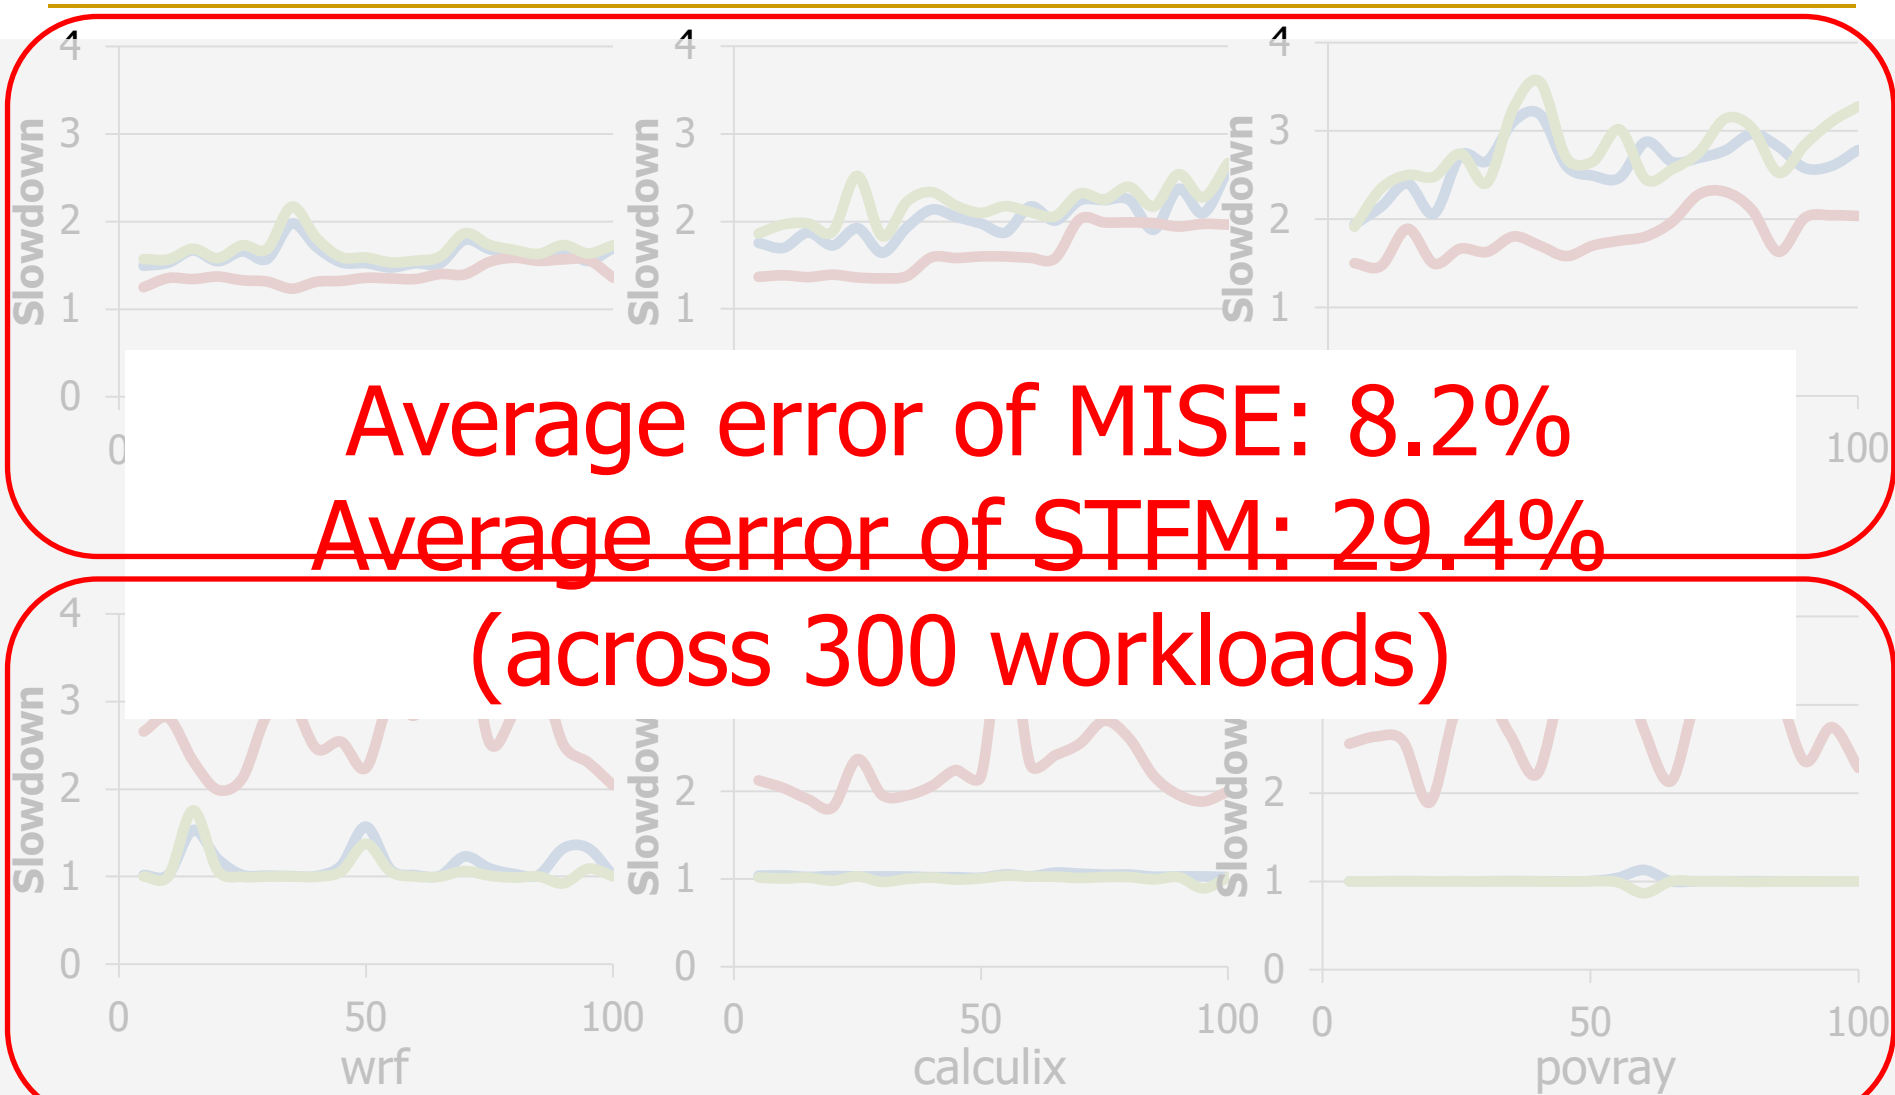 4 4 4
Slowdown 3 Slowdown 3 Slowdown 3
2 2 2
1 1 1
0
0 100
Average error of MISE: 8.2%
Average error of STFM: 29.4%
(across 300 workloads)
4
Slowdown 3 Slowdown Slowdown
2 2 2
1 1 1
0 0 0
0 50 100 0 50 100 0 50 100
wrf calculix povray